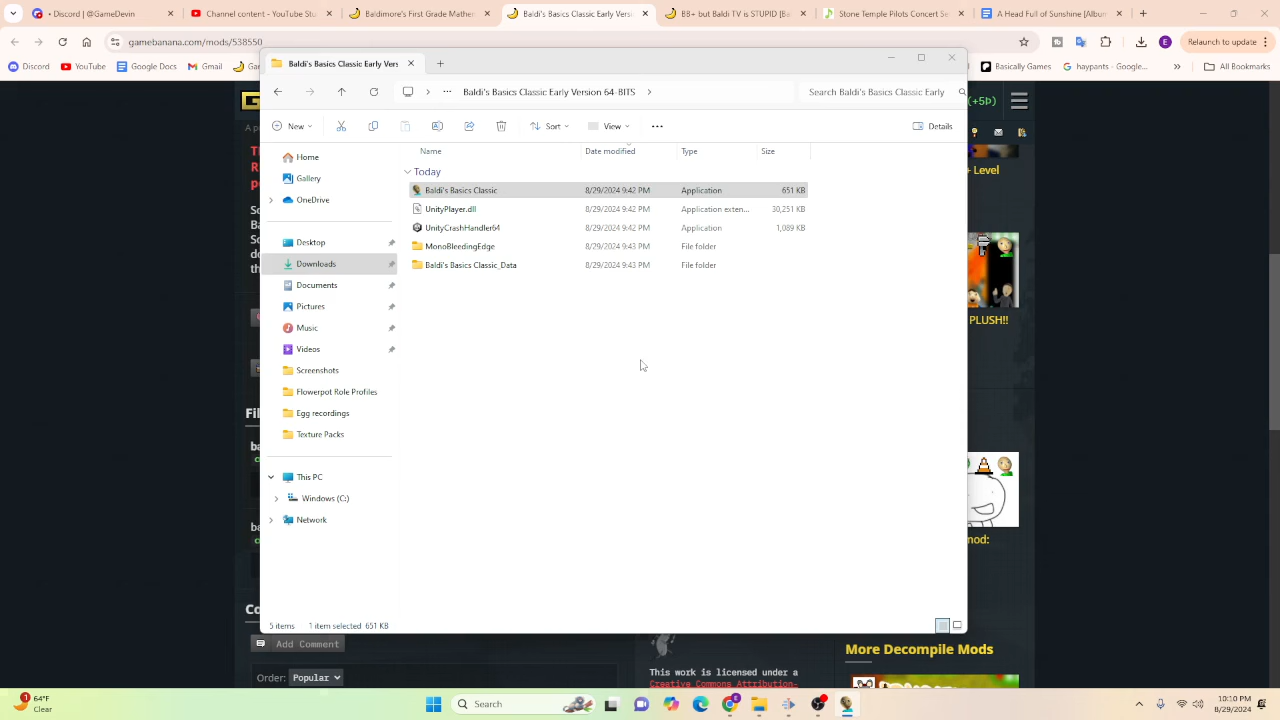 Discord | @GameDevin
Channel content - YouTube Stu
Baldimore's First Grade Mather
Baldi's Basics Classic Early Vers
BB+ but Baldi TV is STUPID [B
Stone Temple Pilots Concert Se
A Head Full of Sunshine [Albu
gamebanana.com/mods/538550
E
Relaunch to update
Discord
YouTube
Google Docs
Gmail
Basically Games!
haypants - Google...
All Bookmarks
Baldi's Basics Classic Early Vers
Baldi's Basics Classic Early Version 64-BITS
Search Baldi's Basics Classic Early
(+5Þ)
New
Sort
View
Details
Name
Date modified
Type
Size
Today
Baldi's Basics Classic 8/29/2024 9:42 PM Application 651 KB
UnityPlayer.dll 8/29/2024 9:42 PM Application exten... 30,251 KB
UnityCrashHandler64 8/29/2024 9:42 PM Application 1,089 KB
MonoBleedingEdge 8/29/2024 9:43 PM File folder
Baldi's Basics Classic_Data 8/29/2024 9:43 PM File folder
Home
Gallery
OneDrive
Desktop
Downloads
Documents
Pictures
Music
Videos
Screenshots
Flowerpot Role Profiles
Egg recordings
Texture Packs
This PC
Windows (C:)
Network
5 items 1 item selected 651 KB
+ Level
PLUSH!!
mod:
Add Comment
Order: Popular
This work is licensed under a
Creative Commons Attribution-
More Decompile Mods
1
64°F
Clear
Search
10:10 PM
8/29/2024